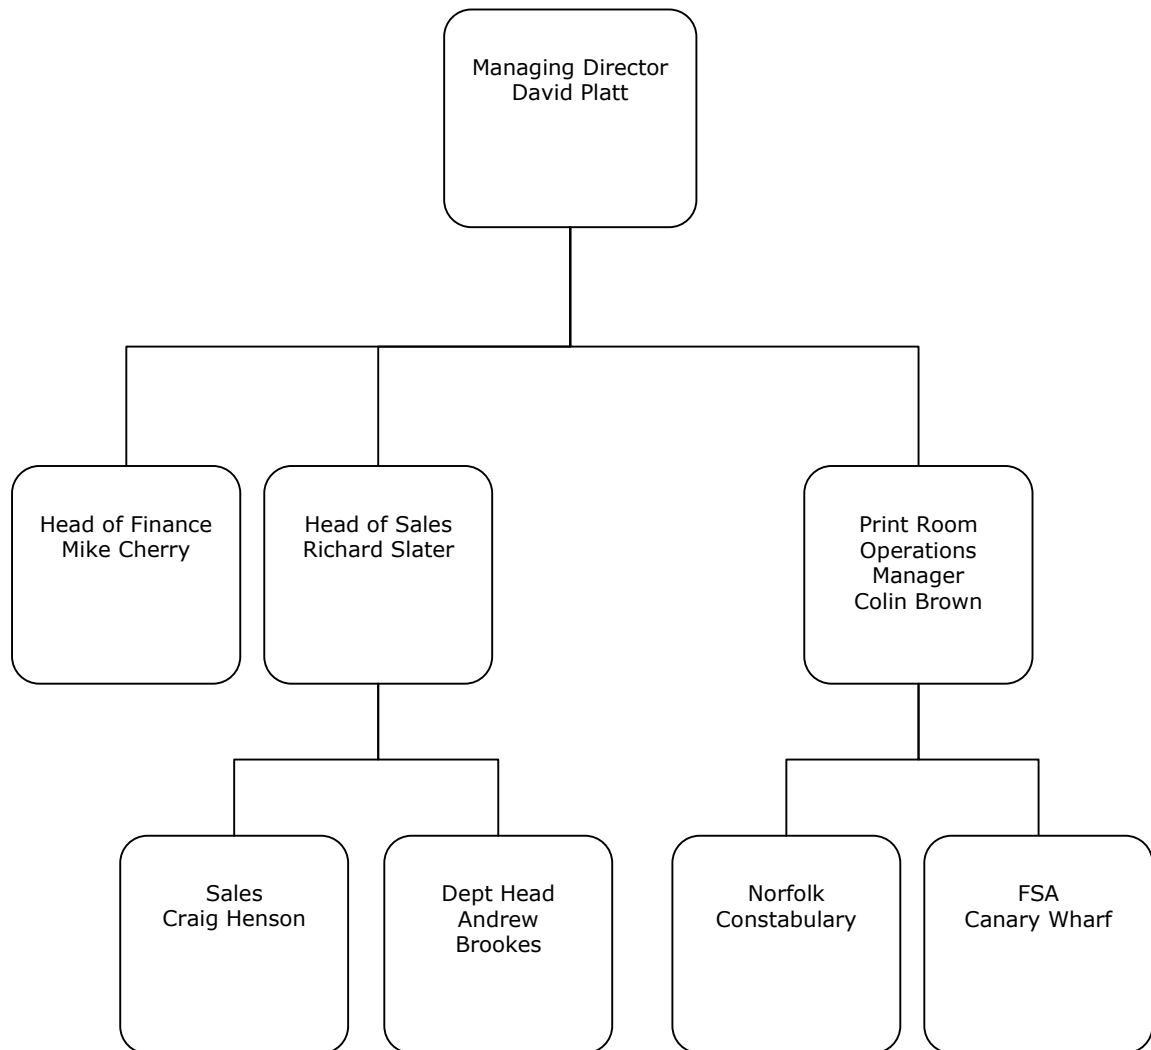 Managing Director
David Platt
Head of Finance
Mike Cherry
Head of Sales
Richard Slater
Print Room
Operations
Manager
Colin Brown
Sales
Craig Henson
Dept Head
Andrew
Brookes
Norfolk
Constabulary
FSA
Canary Wharf